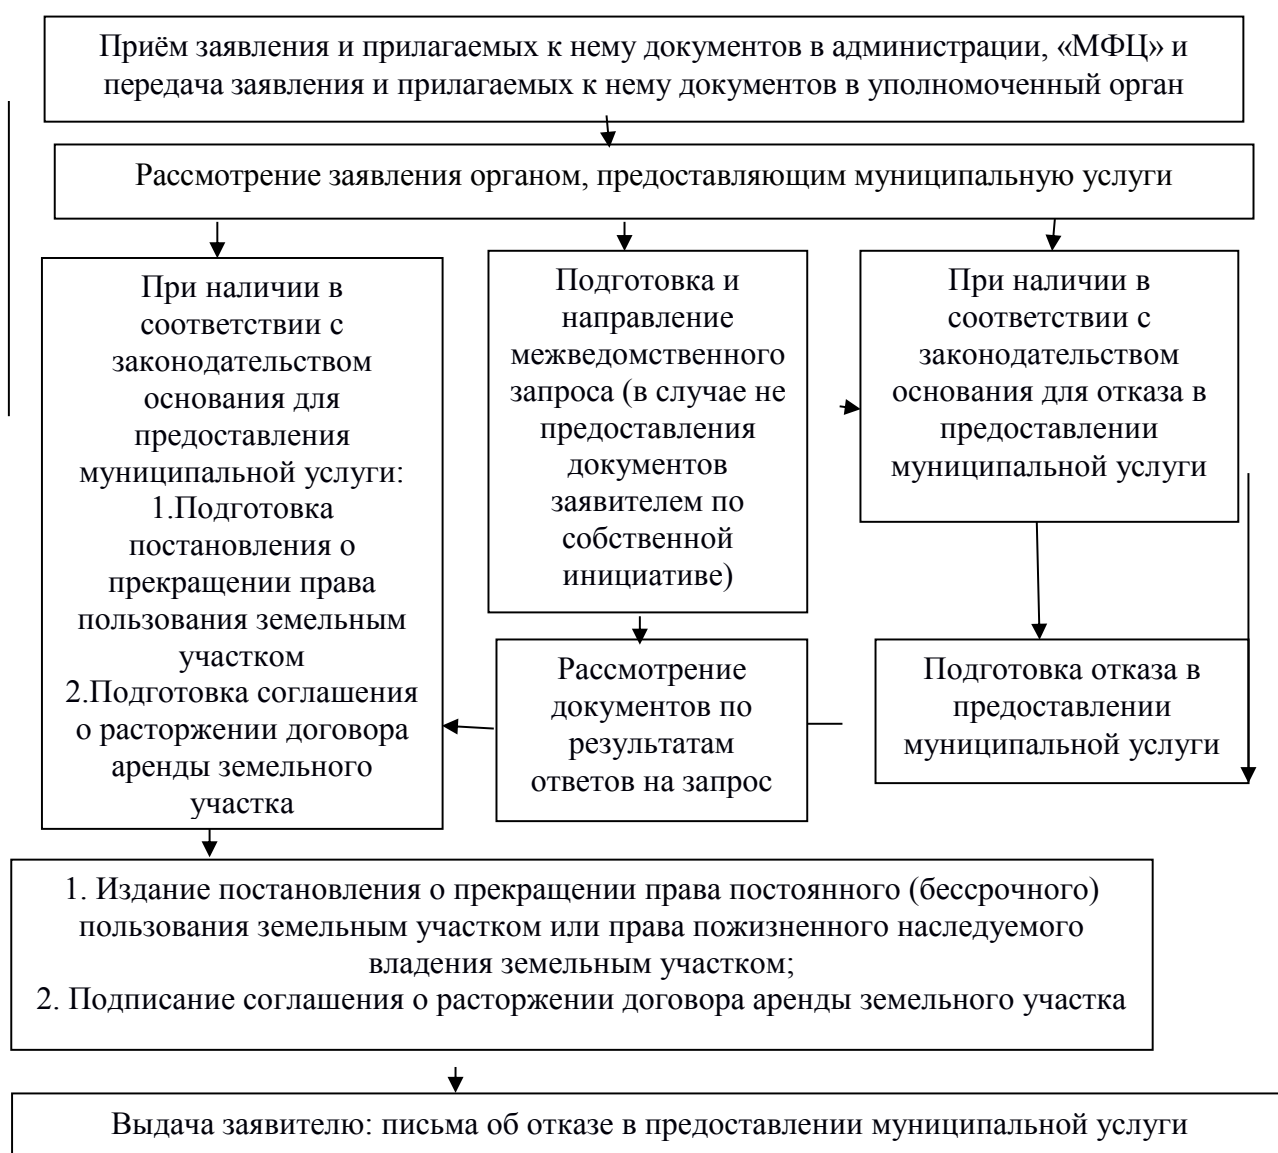 Приём заявления и прилагаемых к нему документов в администрации, «МФЦ» и
передача заявления и прилагаемых к нему документов в уполномоченный орган
Рассмотрение заявления органом, предоставляющим муниципальную услуги
При наличии в
соответствии с
законодательством
основания для
предоставления
муниципальной услуги:
1.Подготовка
постановления о
прекращении права
пользования земельным
участком
2.Подготовка соглашения
о расторжении договора
аренды земельного
участка
Подготовка и
направление
межведомственного
запроса (в случае не
предоставления
документов
заявителем по
собственной
инициативе)
При наличии в
соответствии с
законодательством
основания для отказа в
предоставлении
муниципальной услуги
Рассмотрение
документов по
результатам
ответов на запрос
Подготовка отказа в
предоставлении
муниципальной услуги
1. Издание постановления о прекращении права постоянного (бессрочного)
пользования земельным участком или права пожизненного наследуемого
владения земельным участком;
2. Подписание соглашения о расторжении договора аренды земельного участка
Выдача заявителю: письма об отказе в предоставлении муниципальной услуги